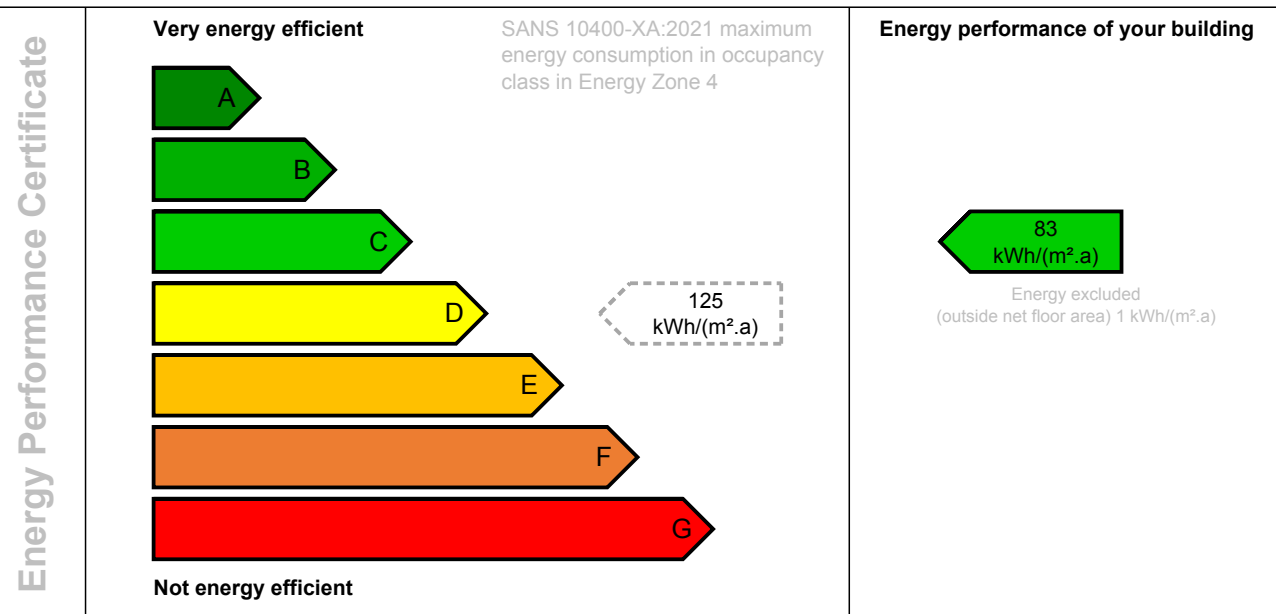 Energy Performance Certificate
Very energy efficient
SANS 10400-XA:2021 maximum
energy consumption in occupancy
class in Energy Zone 4
A
B
C
D
E
F
G
125
kWh/(m².a)
Not energy efficient
Energy performance of your building
83
kWh/(m².a)
Energy excluded
(outside net floor area) 1 kWh/(m².a)